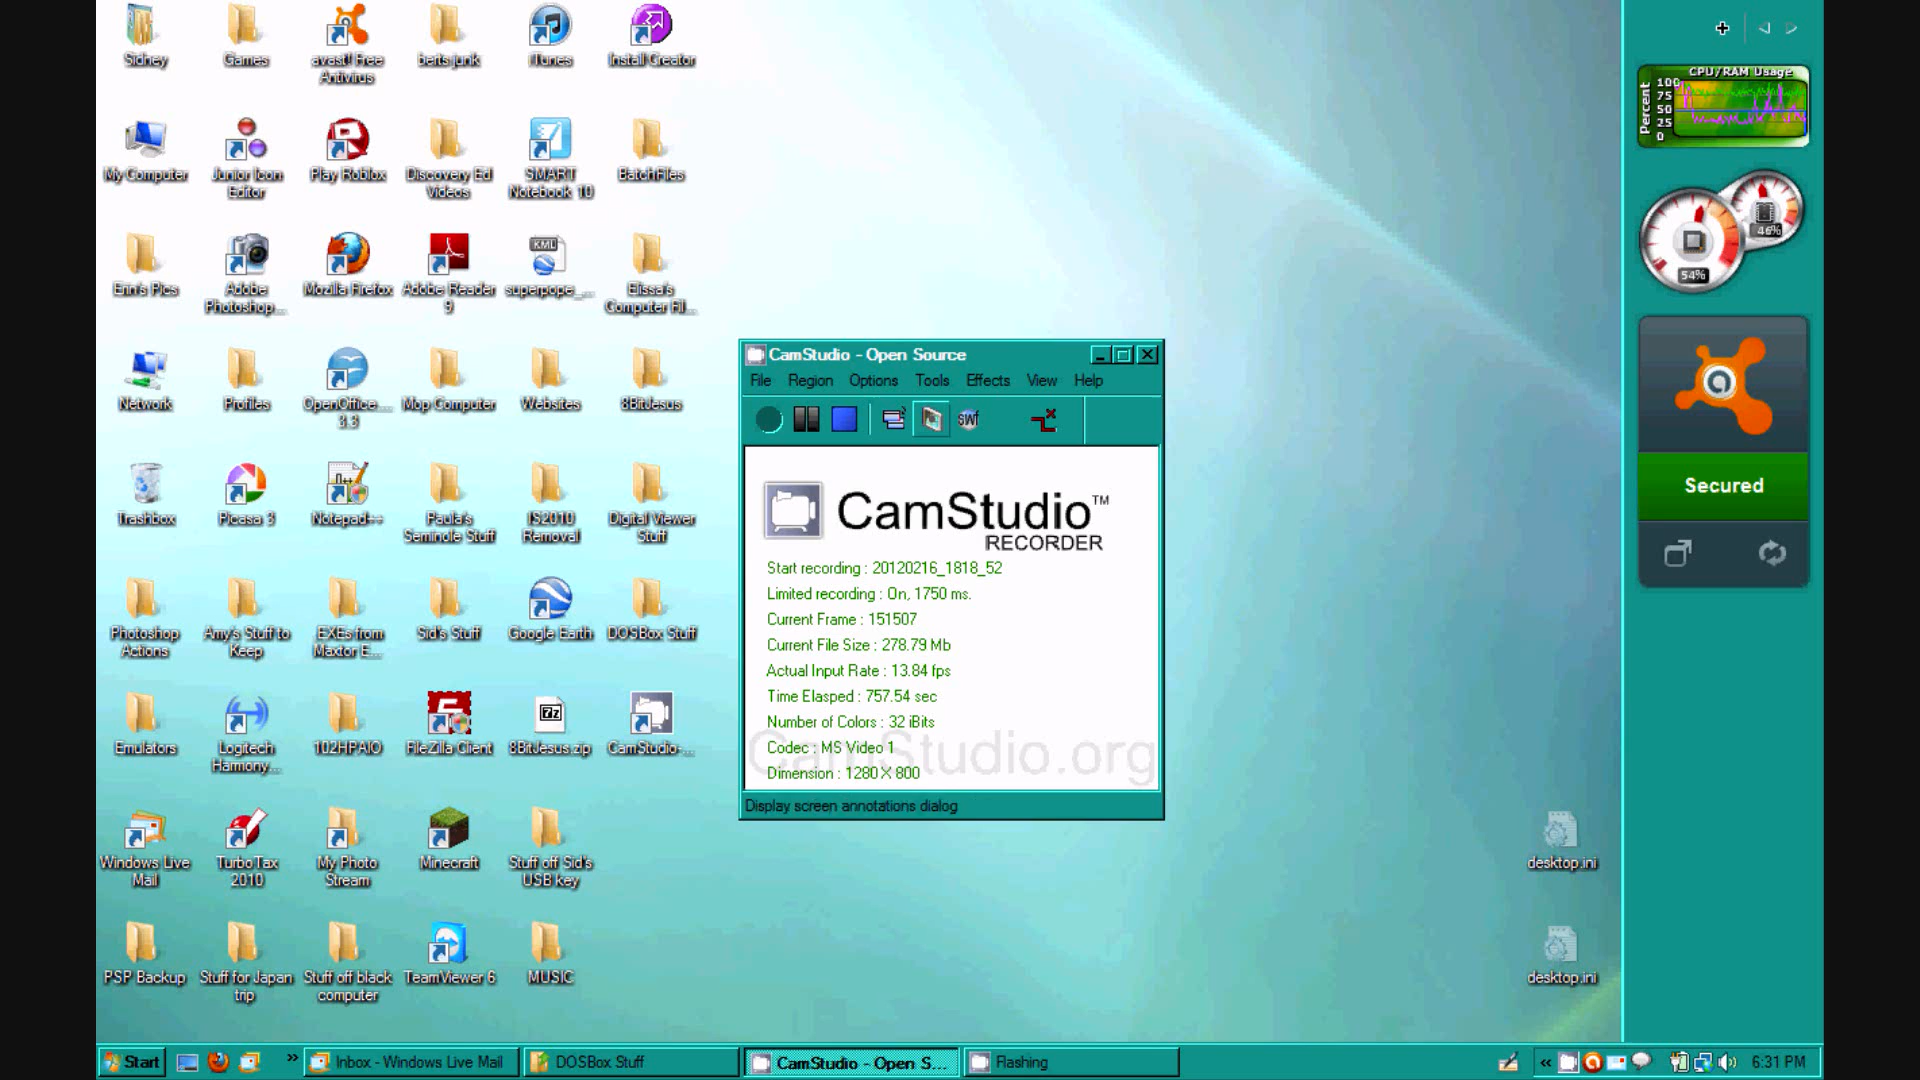 Sidney
Games
avast! Free
Antivirus
berts junk
iTunes
Install Creator
My Computer
Junior Icon
Editor
Play Roblox
Discovery Ed
Videos
SMART
Notebook 10
BatchFiles
Erin's Pics
Adobe
Photoshop...
Mozilla Firefox
Adobe Reader
9
KML
superpope_...
Elissa's
Computer Fil...
Network
Profiles
OpenOffice....
3.3
Mop Computer
Websites
8BitJesus
Trashbox
Picasa 3
Notepad++
Paula's
Seminole Stuff
IS2010
Removal
Digital Viewer
Stuff
Photoshop
Actions
Amy's Stuff to
Keep
EXEs from
Maxtor E...
Sid's Stuff
Google Earth
DOSBox Stuff
Emulators
Logitech
Harmony...
102HPAIO
FileZilla Client
7z
8BitJesus.zip
CamStudio-...
Windows Live
Mail
TurboTax
2010
My Photo
Stream
Minecraft
Stuff off Sid's
USB key
PSP Backup
Stuff for Japan
trip
Stuff off black
computer
TeamViewer 6
MUSIC
desktop.ini
desktop.ini
CamStudio - Open Source
File Region Options Tools Effects View Help
SWf
CamStudio™
RECORDER
Start recording : 20120216_1818_52
Limited recording : On, 1750 ms.
Current Frame : 151507
Current File Size : 278.79 Mb
Actual Input Rate : 13.84 fps
Time Elasped : 757.54 sec
Number of Colors : 32 iBits
Codec : MS Video 1
Dimension : 1280 X 800
CamStudio.org
Display screen annotations dialog
CPU/RAM Usage
Percent
100
75
50
25
0
46%
54%
Secured
Start
Inbox - Windows Live Mail
DOSBox Stuff
CamStudio - Open S...
Flashing
6:31 PM